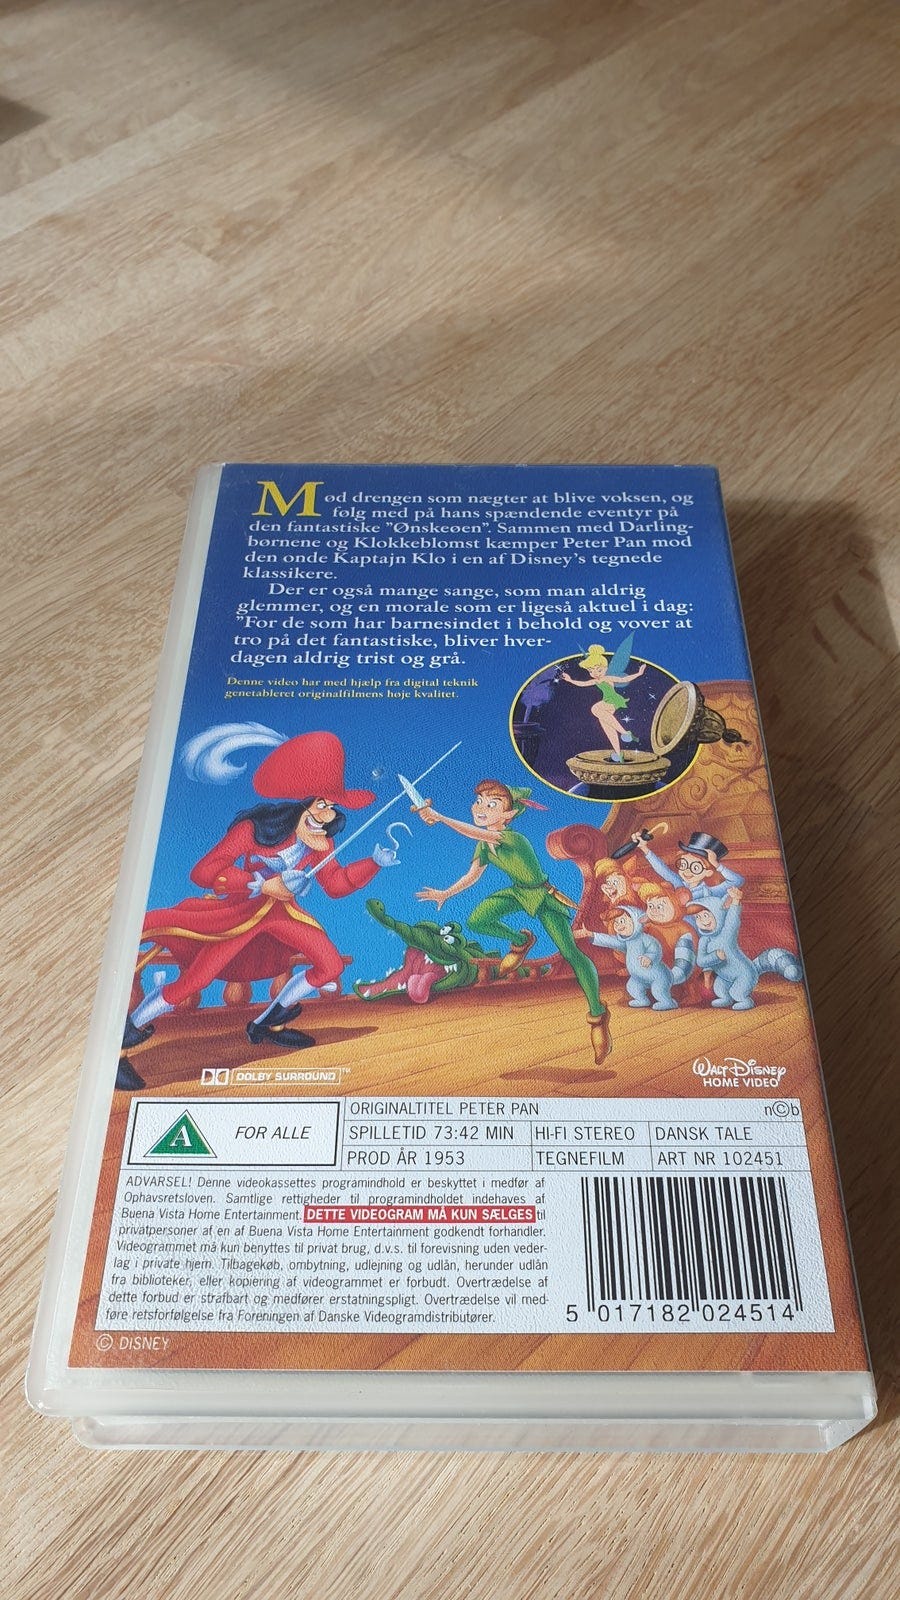 Mød drengen som nægter at blive voksen, og
følg med på hans spændende eventyr på
den fantastiske ”Ønskeøen”. Sammen med Darling-
børnene og Klokkeblomst kæmper Peter Pan mod
den onde Kaptajn Klo i en af Disney’s tegnede
klassikere.
Der er også mange sange, som man aldrig
glemmer, og en morale som er ligeså aktuel i dag:
”For de som har barnesindet i behold og vover at
tro på det fantastiske, bliver hver-
dagen aldrig trist og grå.
Denne video har med hjælp fra digital teknik
genetableret originalfilmens høje kvalitet.
DOLBY SURROUND™
WALT DISNEY
HOME VIDEO
A FOR ALLE
ORIGINALTITEL PETER PAN n©b
SPILLETID 73:42 MIN HI-FI STEREO DANSK TALE
PROD ÅR 1953 TEGNEFILM ART NR 102451
ADVARSEL! Denne videokassettes programindhold er beskyttet i medfør af
Ophavsretsloven. Samtlige rettigheder til programindholdet indehaves af
Buena Vista Home Entertainment. DETTE VIDEOGRAM MÅ KUN SÆLGES til
privatpersoner af en af Buena Vista Home Entertainment godkendt forhandler.
Videogrammet må kun benyttes til privat brug, d.v.s. til forevisning uden veder-
lag i private hjem. Tilbagekøb, ombytning, udlejning og udlån, herunder udlån
fra biblioteker, eller kopiering af videogrammet er forbudt. Overtrædelse af
dette forbud er strafbart og medfører erstatningspligt. Overtrædelse vil med-
føre retsforfølgelse fra Foreningen af Danske Videogramdistributører.
5 017182 024514
© DISNEY